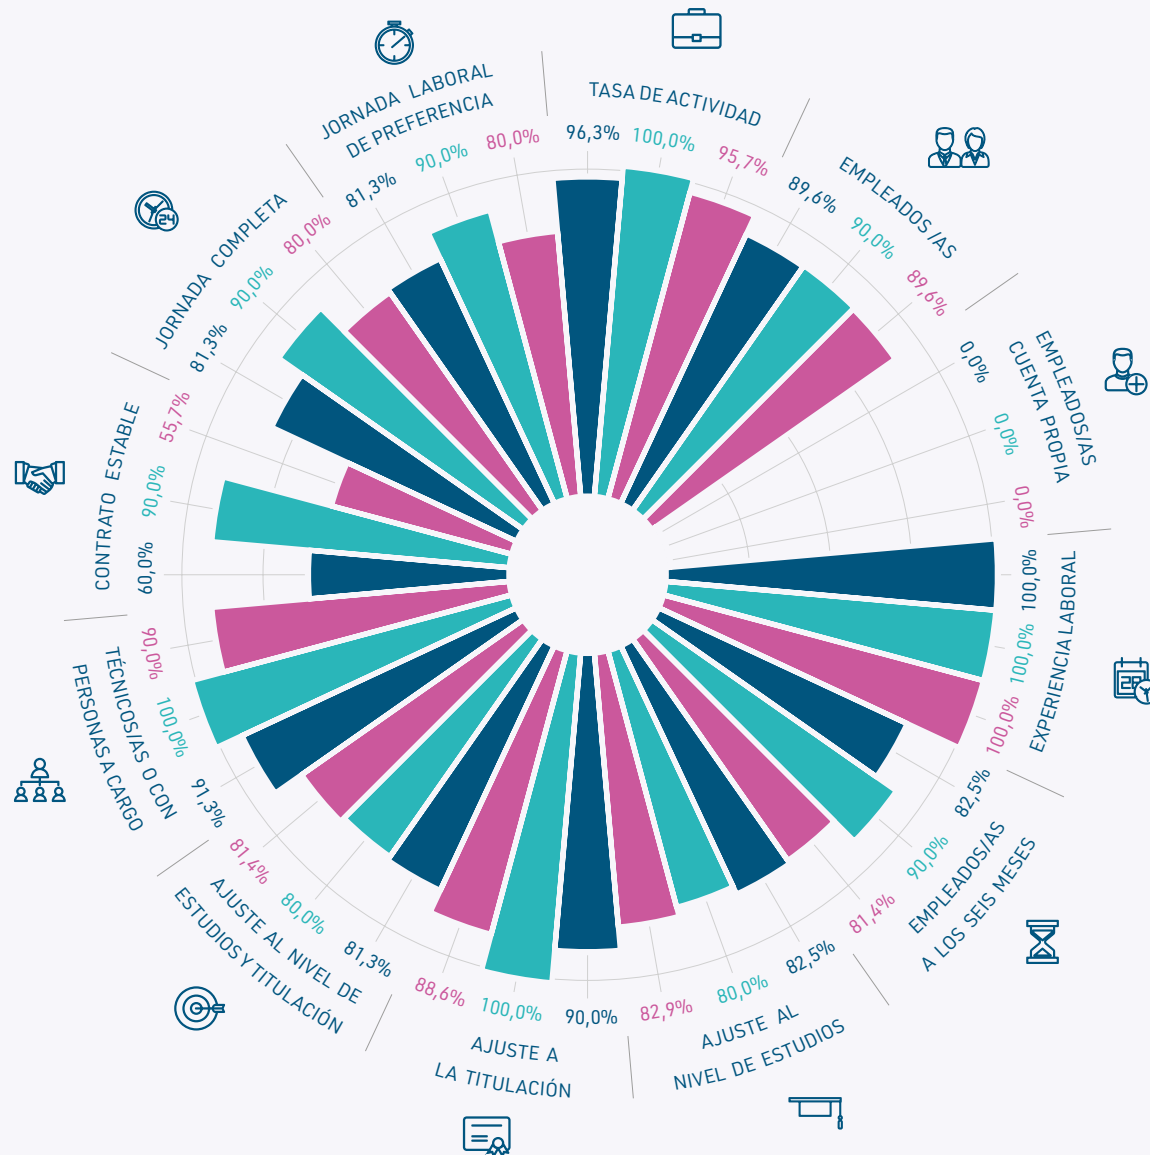 TASA DE ACTIVIDAD
96,3%
100,0%
95,7%
EMPLEADOS/AS
89,6%
90,0%
89,6%
EMPLEADOS/AS
CUENTA PROPIA
0,0%
0,0%
0,0%
EXPERIENCIA LABORAL
100,0%
100,0%
100,0%
EMPLEADOS/AS
A LOS SEIS MESES
82,5%
90,0%
81,4%
AJUSTE AL
NIVEL DE ESTUDIOS
82,5%
80,0%
82,9%
AJUSTE A
LA TITULACIÓN
90,0%
100,0%
88,6%
AJUSTE AL NIVEL DE
ESTUDIOS Y TITULACIÓN
81,3%
80,0%
81,4%
TÉCNICOS/AS O CON
PERSONAS A CARGO
91,3%
100,0%
90,0%
CONTRATO ESTABLE
60,0%
90,0%
55,7%
JORNADA COMPLETA
81,3%
90,0%
80,0%
24
JORNADA LABORAL
DE PREFERENCIA
81,3%
90,0%
80,0%